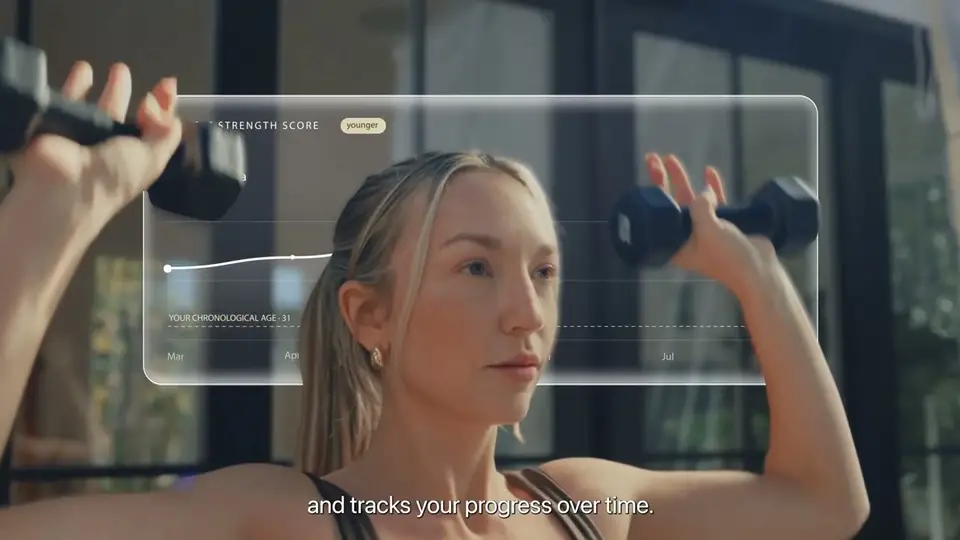 STRENGTH SCORE younger
YOUR CHRONOLOGICAL AGE - 31
Mar Apr Jul
and tracks your progress over time.